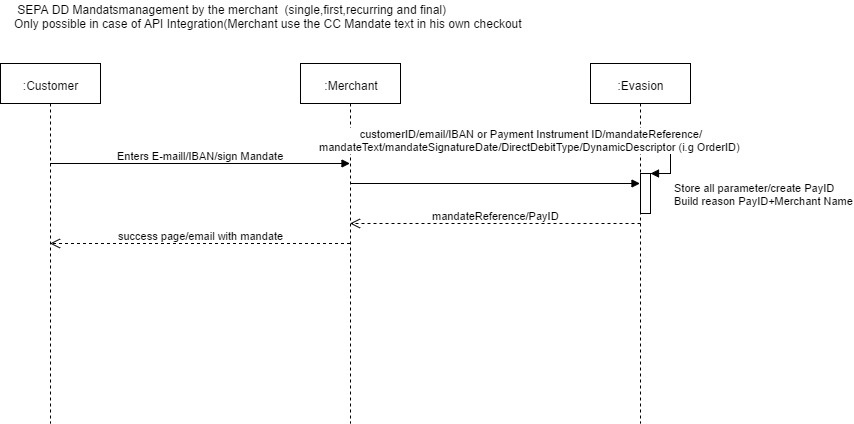 SEPA DD Mandatsmanagement by the merchant (single,first,recurring and final)
Only possible in case of API Integration(Merchant use the CC Mandate text in his own checkout
:Customer
:Merchant
:Evasion
customerID/email/IBAN or Payment Instrument ID/mandateReference/
mandateText/mandateSignatureDate/DirectDebitType/DynamicDescriptor (i.g OrderID)
Enters E-maill/IBAN/sign Mandate
Store all parameter/create PayID
Build reason PayID+Merchant Name
mandateReference/PayID
success page/email with mandate